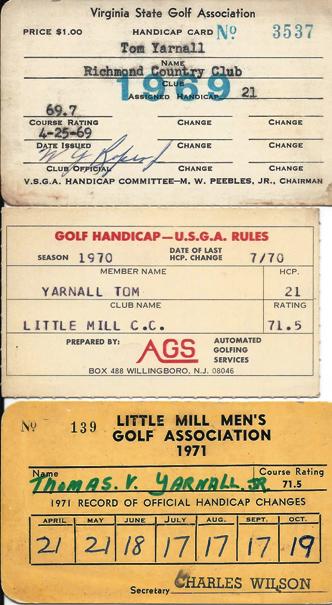 Virginia State Golf Association
PRICE $1.00 HANDICAP CARD No 3537
Tom Yarnall
NAME
Richmond Country Club
CLUB
1969
ASSIGNED HANDICAP 21
69.7
COURSE RATING CHANGE CHANGE
4-25-69
DATE ISSUED CHANGE CHANGE
CLUB OFFICIAL CHANGE CHANGE
V.S.G.A. HANDICAP COMMITTEE—M. W. PEEBLES, JR., CHAIRMAN
GOLF HANDICAP—U.S.G.A. RULES
SEASON 1970 DATE OF LAST HCP. CHANGE 7/70
MEMBER NAME HCP.
YARNALL TOM 21
CLUB NAME RATING
LITTLE MILL C.C. 71.5
PREPARED BY: AGS AUTOMATED GOLFING SERVICES
BOX 488 WILLINGBORO, N.J. 08046
No 139 LITTLE MILL MEN'S
GOLF ASSOCIATION
1971
Name Course Rating
THOMAS. V. YARNALL, JR 71.5
1971 RECORD OF OFFICIAL HANDICAP CHANGES
APRIL MAY JUNE JULY AUG. SEPT. OCT.
21 21 18 17 17 17 19
Secretary CHARLES WILSON